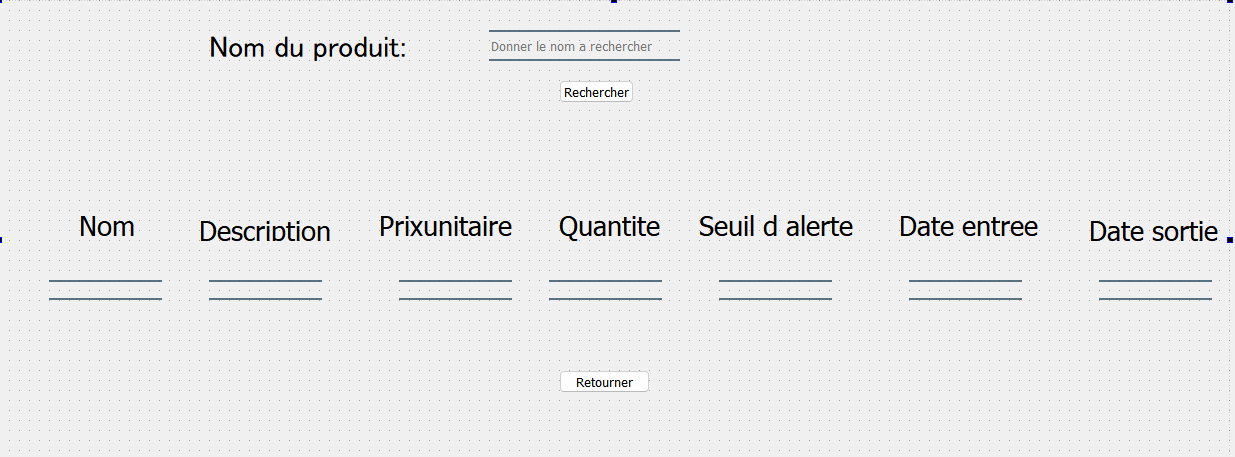 Nom du produit:
Donner le nom a rechercher
Rechercher
Nom Description Prixunitaire Quantite Seuil d alerte Date entree Date sortie
Retourner